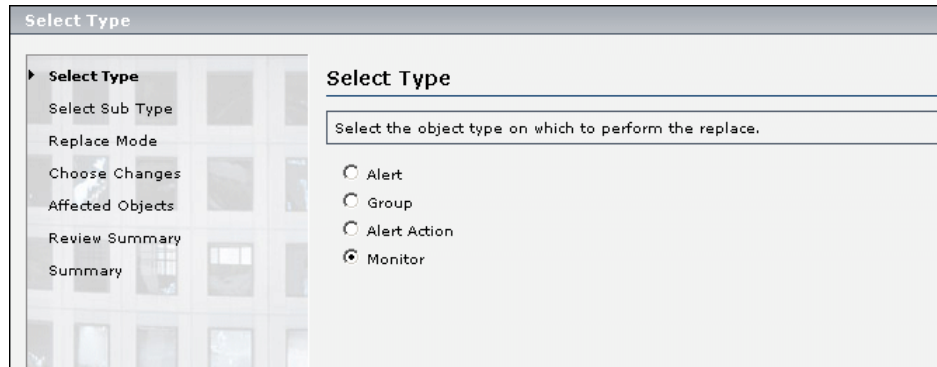 Select Type
Select Type
Select Sub Type
Replace Mode
Choose Changes
Affected Objects
Review Summary
Summary
Select Type
Select the object type on which to perform the replace.
Alert
Group
Alert Action
Monitor